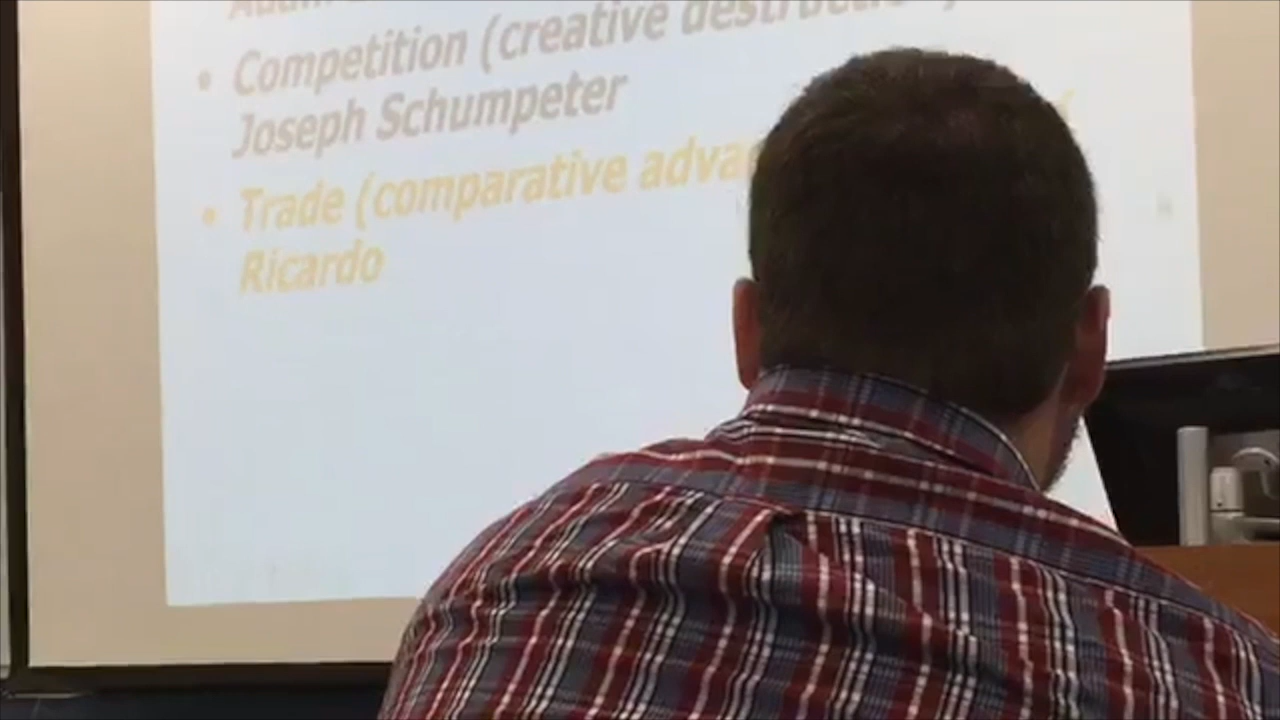 • Competition (creative
Joseph Schumpeter
• Trade (comparative
Ricardo